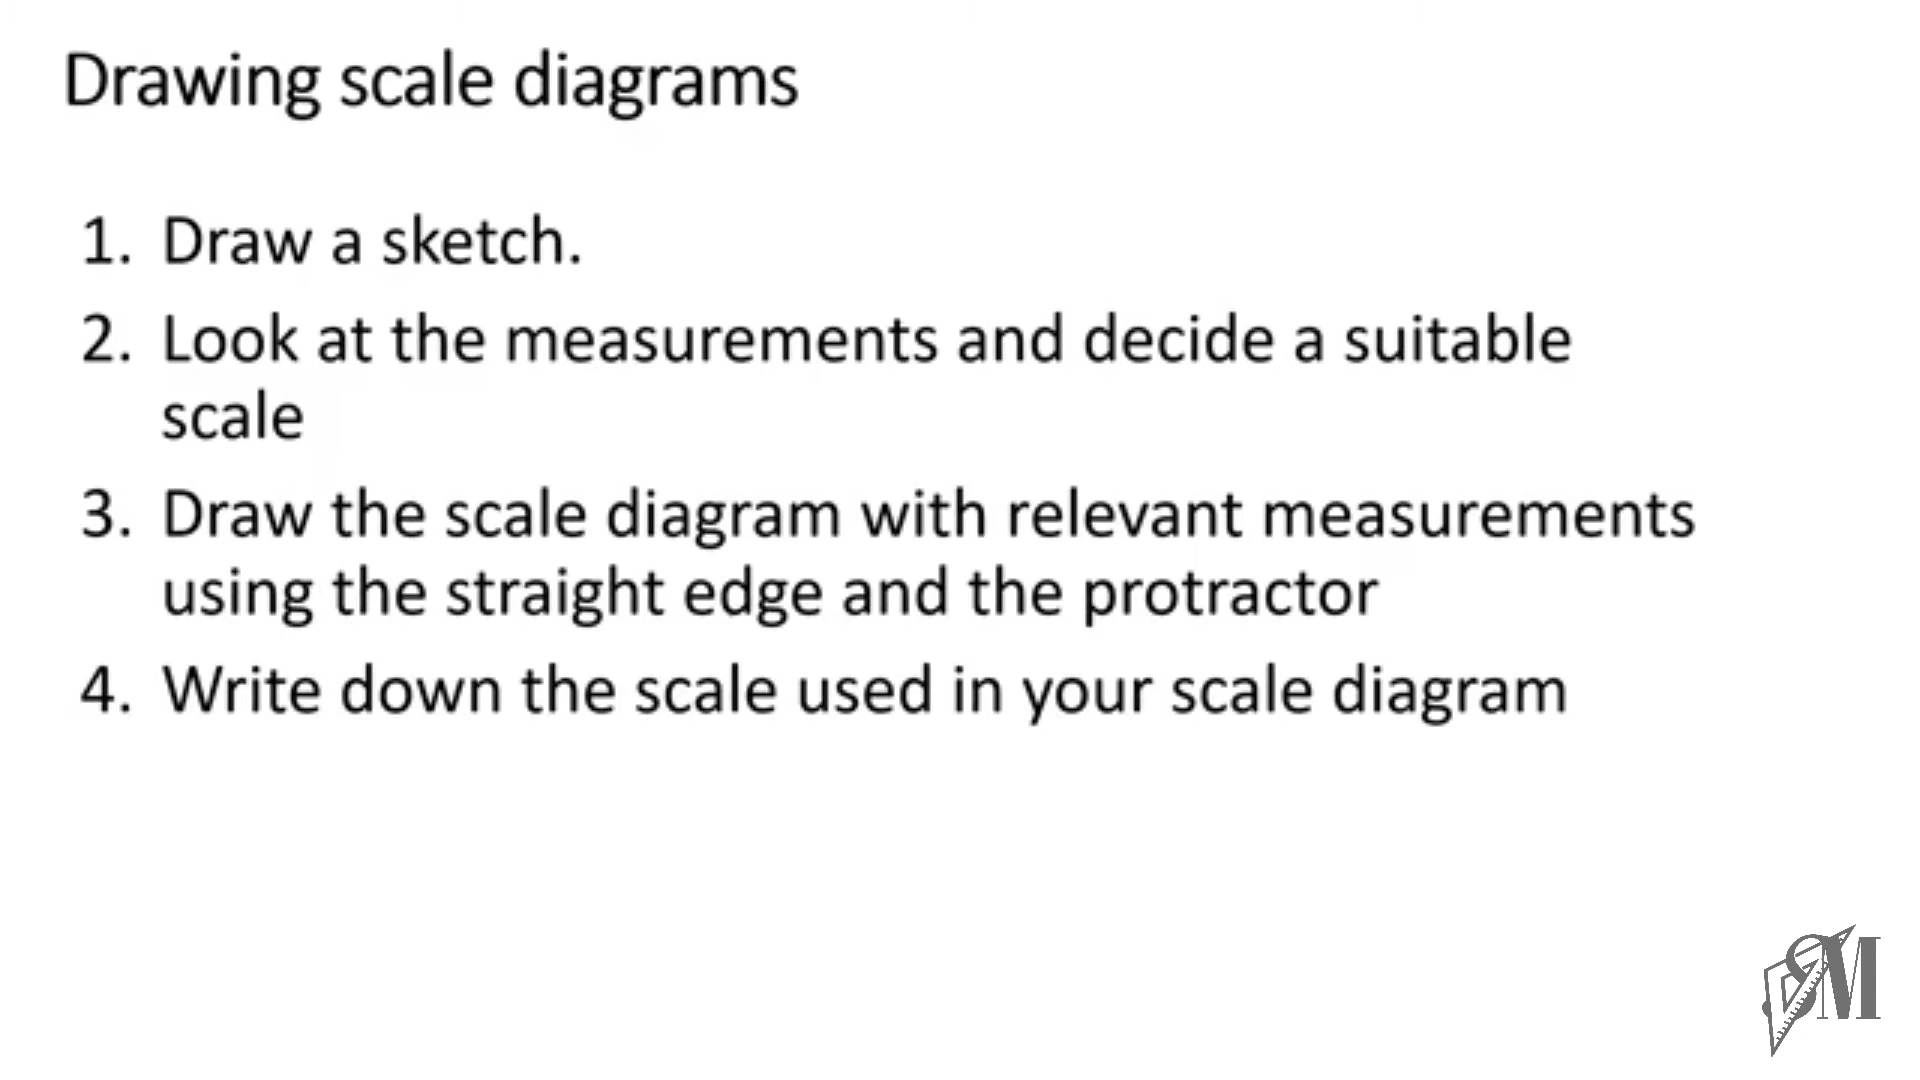 Drawing scale diagrams
1. Draw a sketch.
2. Look at the measurements and decide a suitable
scale
3. Draw the scale diagram with relevant measurements
using the straight edge and the protractor
4. Write down the scale used in your scale diagram
SM